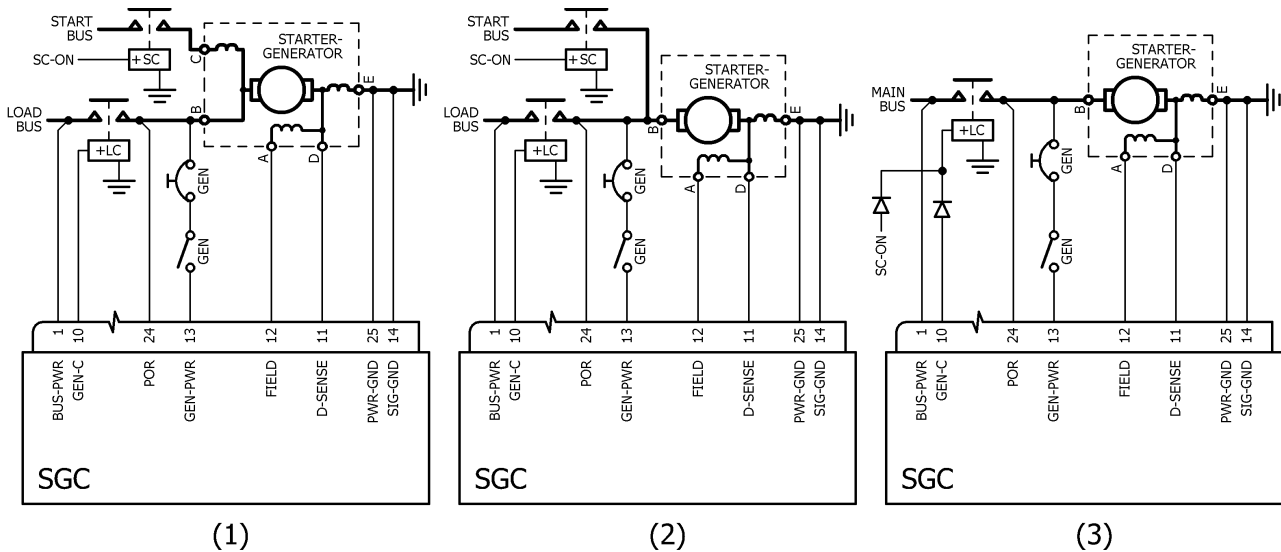 START BUS
SC-ON
+SC
STARTER-GENERATOR
C
B
E
A
D
LOAD BUS
+LC
GEN
GEN
1
10
24
13
12
11
25
14
BUS-PWR
GEN-C
POR
GEN-PWR
FIELD
D-SENSE
PWR-GND
SIG-GND
SGC
(1)
START BUS
SC-ON
+SC
STARTER-GENERATOR
B
E
A
D
LOAD BUS
+LC
GEN
GEN
1
10
24
13
12
11
25
14
BUS-PWR
GEN-C
POR
GEN-PWR
FIELD
D-SENSE
PWR-GND
SIG-GND
SGC
(2)
STARTER-GENERATOR
MAIN BUS
B
E
A
D
+LC
SC-ON
GEN
GEN
1
10
24
13
12
11
25
14
BUS-PWR
GEN-C
POR
GEN-PWR
FIELD
D-SENSE
PWR-GND
SIG-GND
SGC
(3)